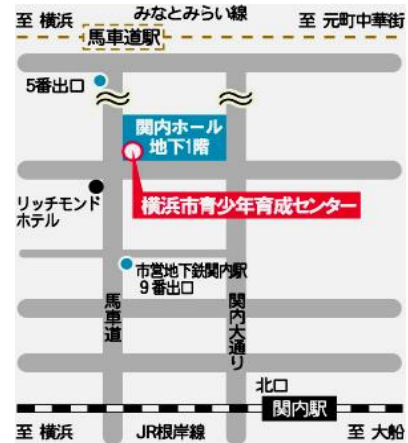 みなとみらい線
至 横浜
至 元町中華街
馬車道駅
5番出口
関内ホール
地下1階
横浜市青少年育成センター
リッチモンド
ホテル
市営地下鉄関内駅
9番出口
馬車道
関内大通り
北口
関内駅
至 横浜
JR根岸線
至 大船